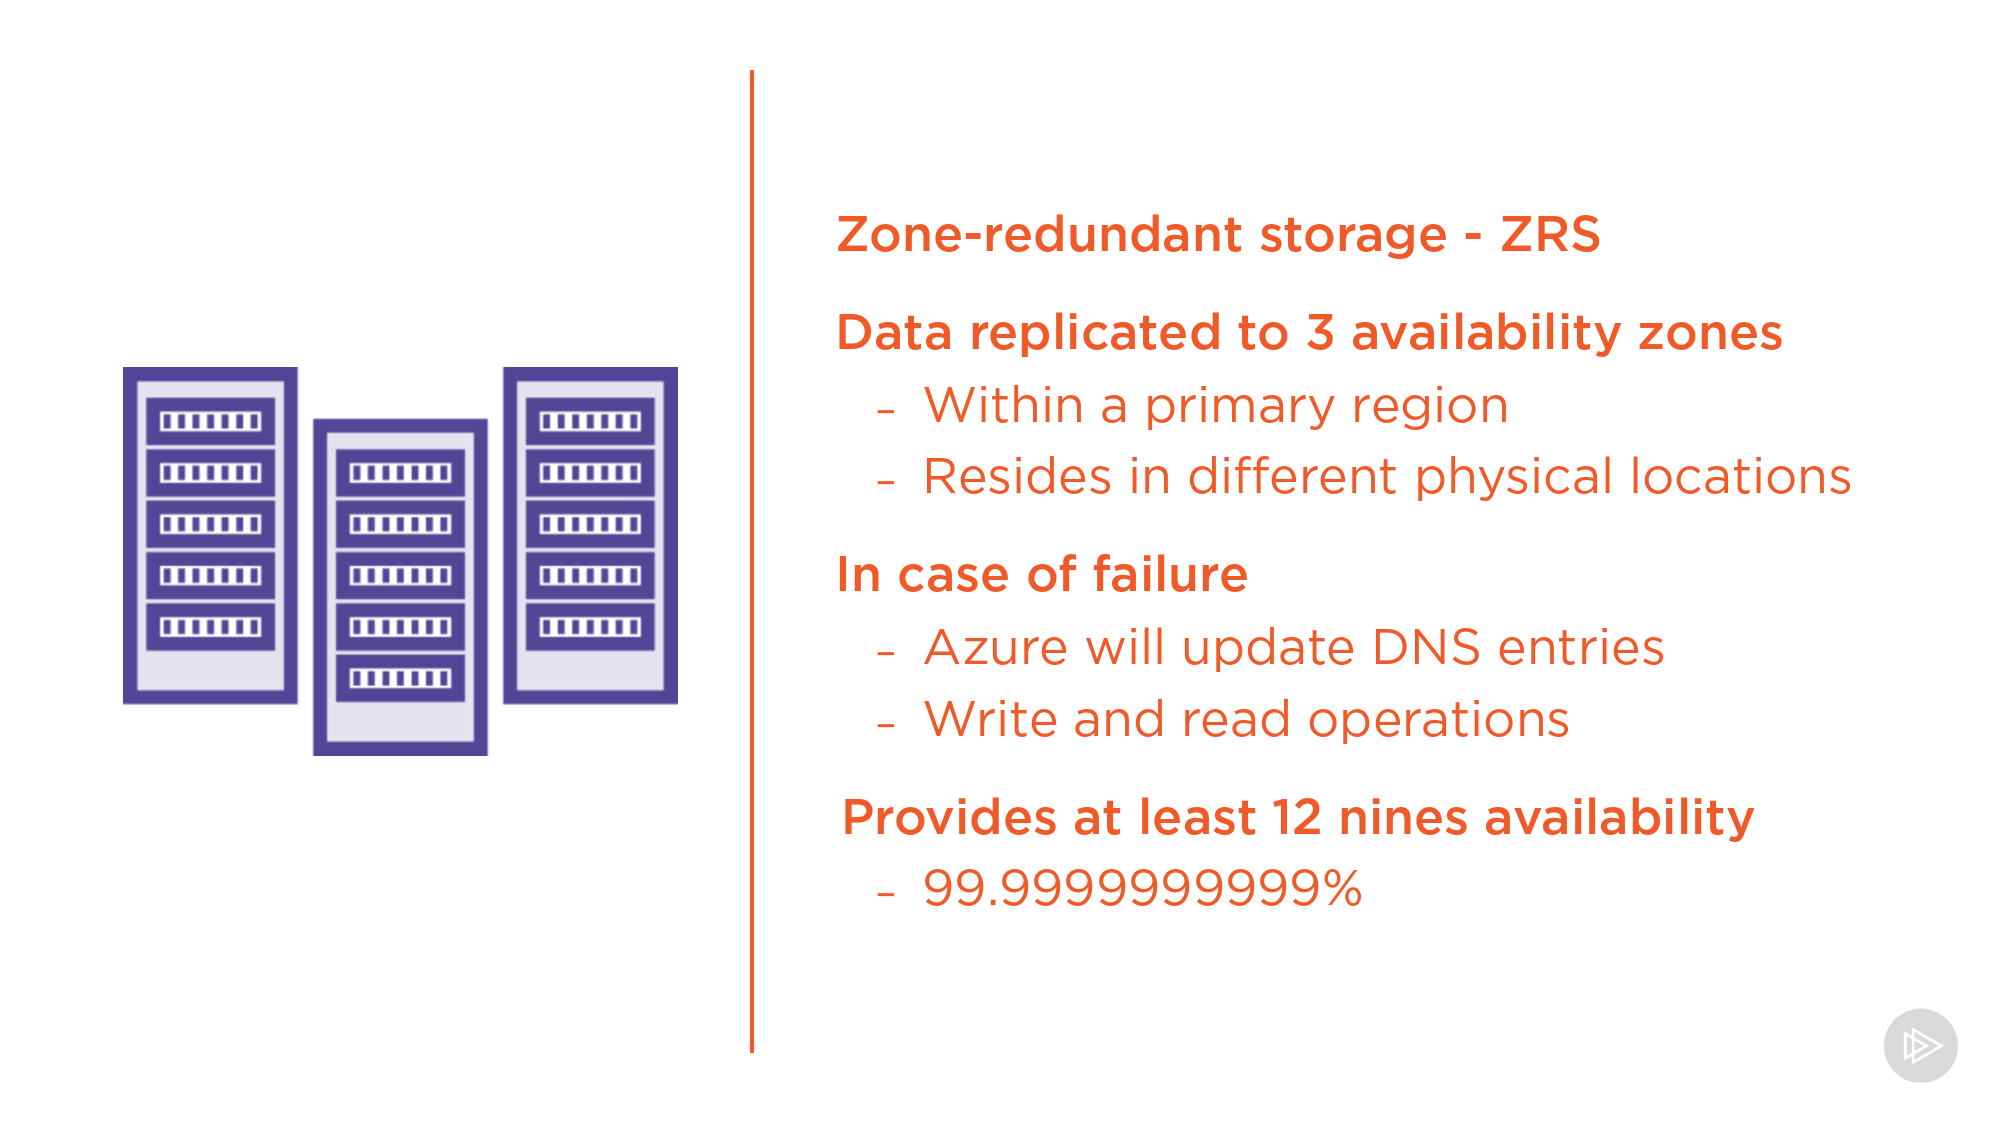 Zone-redundant storage - ZRS
Data replicated to 3 availability zones
– Within a primary region
– Resides in different physical locations
In case of failure
– Azure will update DNS entries
– Write and read operations
Provides at least 12 nines availability
– 99.9999999999%